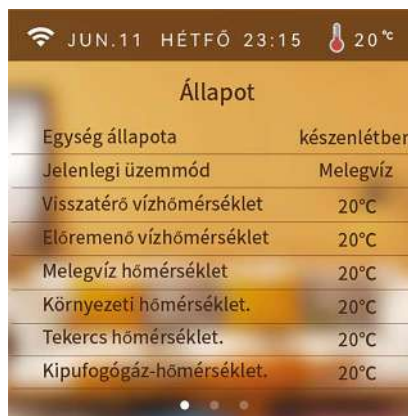 JUN.11 HÉTFŐ 23:15 20℃
Állapot
Egység állapota készenlétben
Jelenlegi üzemmód Melegvíz
Visszatérő vízhőmérséklet 20℃
Előremenő vízhőmérséklet 20℃
Melegvíz hőmérséklet 20℃
Környezeti hőmérséklet. 20℃
Tekercs hőmérséklet. 20℃
Kipufogógáz-hőmérséklet. 20℃